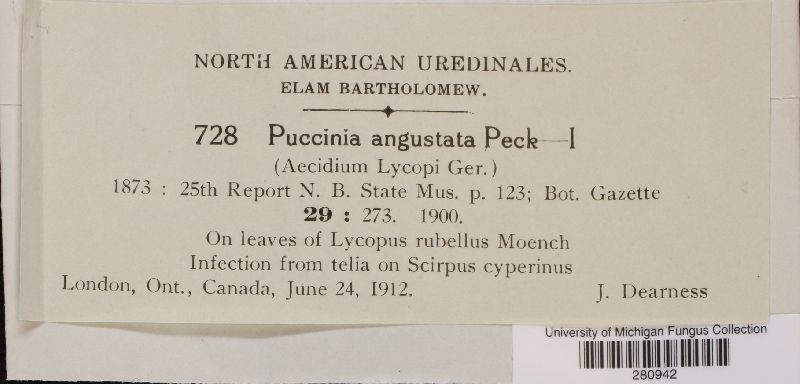 NORTH AMERICAN UREDINALES.
ELAM BARTHOLOMEW.
728 Puccinia angustata Peck—I
(Aecidium Lycopi Ger.)
1873 : 25th Report N. B. State Mus. p. 123; Bot. Gazette
29 : 273. 1900.
On leaves of Lycopus rubellus Moench
Infection from telia on Scirpus cyperinus
London, Ont., Canada, June 24, 1912. J. Dearness
University of Michigan Fungus Collection
280942